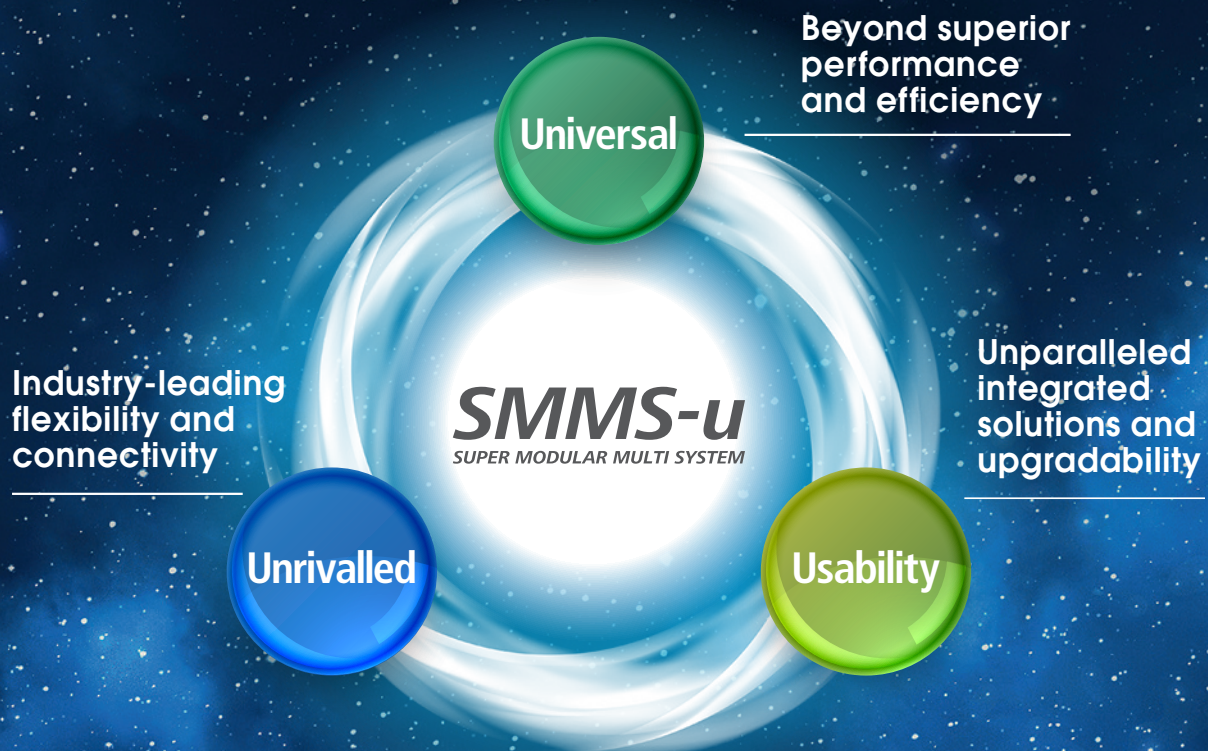 Beyond superior
performance
and efficiency
Universal
Industry-leading
flexibility and
connectivity
SMMS-u
SUPER MODULAR MULTI SYSTEM
Unparalleled
integrated
solutions and
upgradability
Unrivalled
Usability